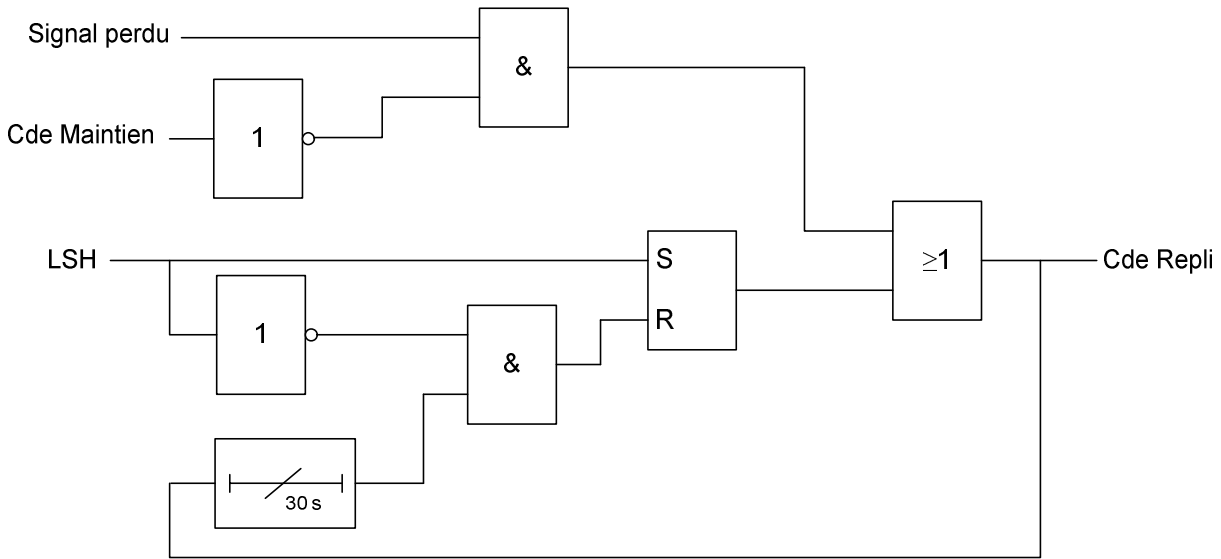 Signal perdu
&
Cde Maintien
1
LSH
S
≥1
Cde Repli
R
1
&
30 s